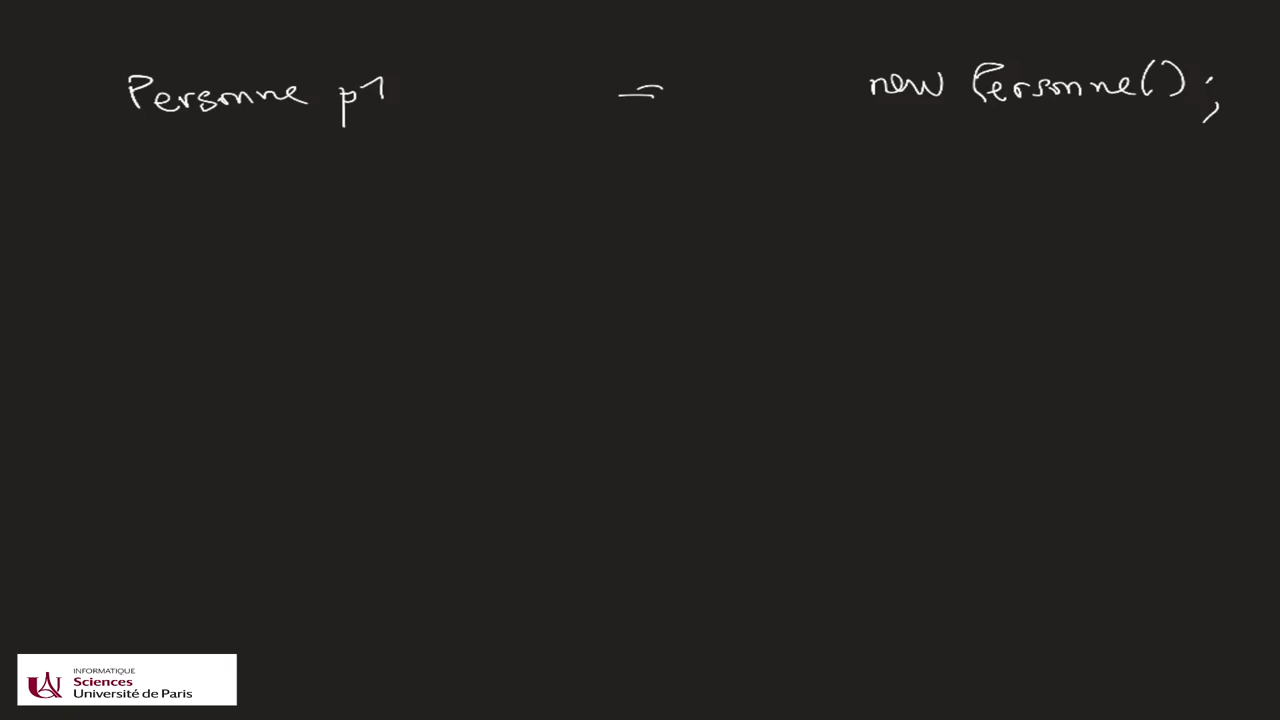 Personne p1 = new Personne();
INFORMATIQUE
Sciences
Université de Paris